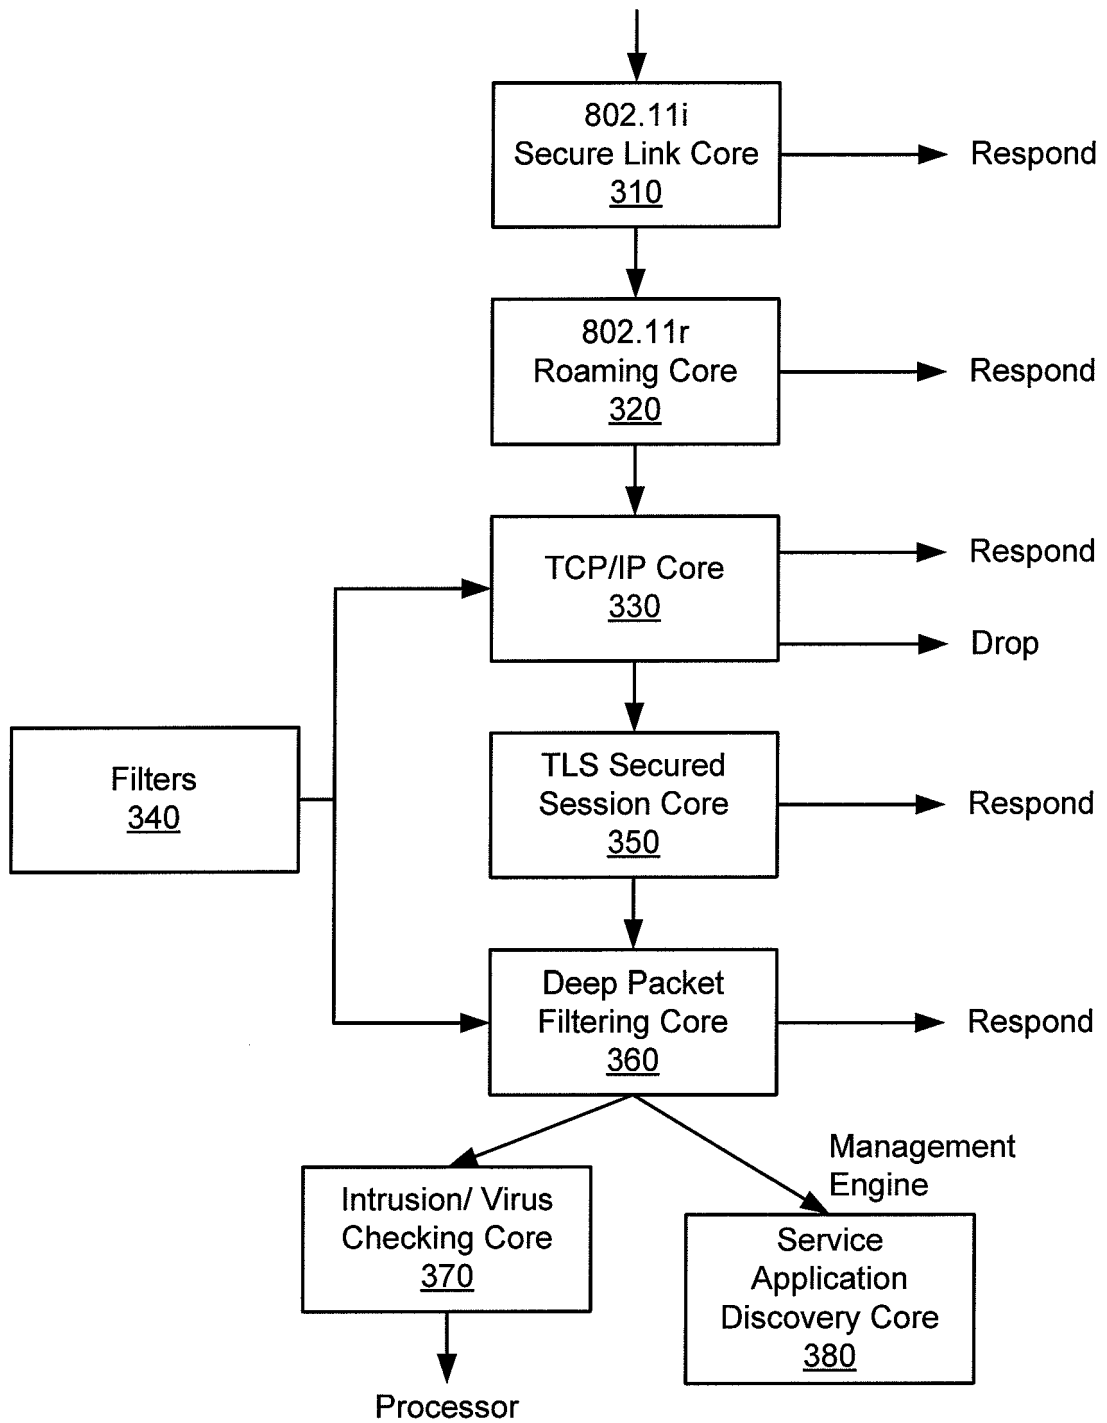 802.11i
Secure Link Core
310
Respond
802.11r
Roaming Core
320
Respond
TCP/IP Core
330
Respond
Drop
Filters
340
TLS Secured
Session Core
350
Respond
Deep Packet
Filtering Core
360
Respond
Management
Engine
Intrusion/ Virus
Checking Core
370
Service
Application
Discovery Core
380
Processor